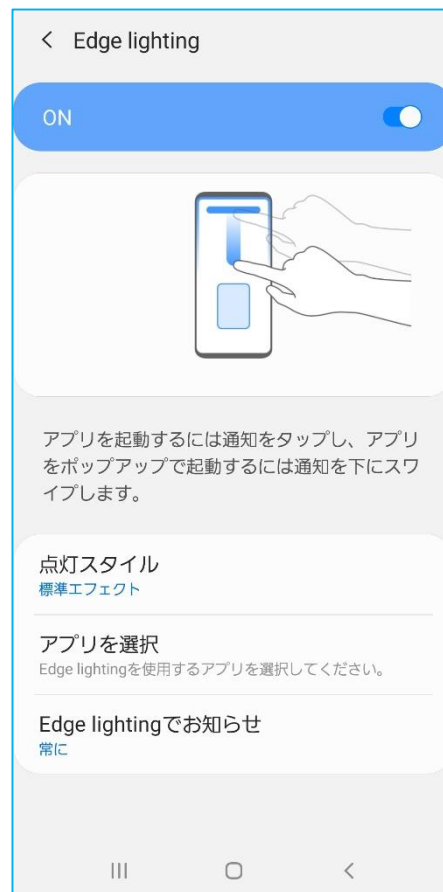 Edge lighting
ON
アプリを起動するには通知をタップし、アプリ
をポップアップで起動するには通知を下にスワ
イプします。
点灯スタイル
標準エフェクト
アプリを選択
Edge lightingを使用するアプリを選択してください。
Edge lightingでお知らせ
常に